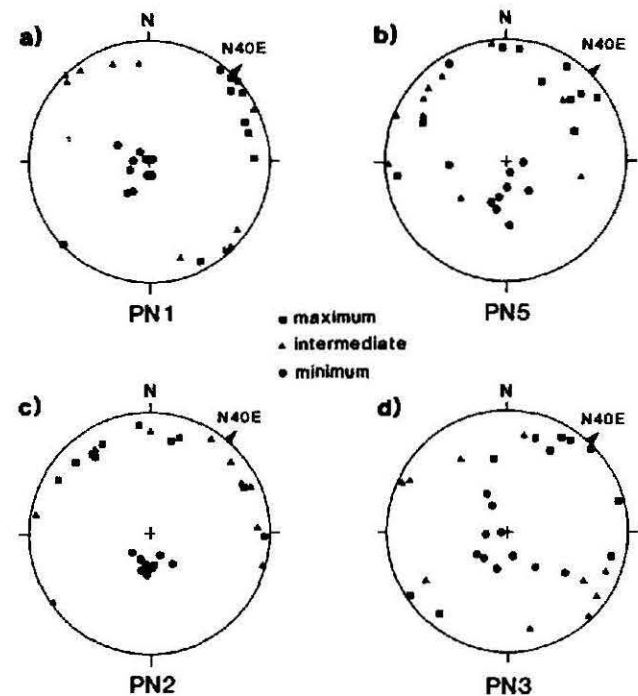 a)
N
N40E
PN1
b)
N
N40E
PN5
maximum
intermediate
minimum
c)
N
N40E
PN2
d)
N
N40E
PN3